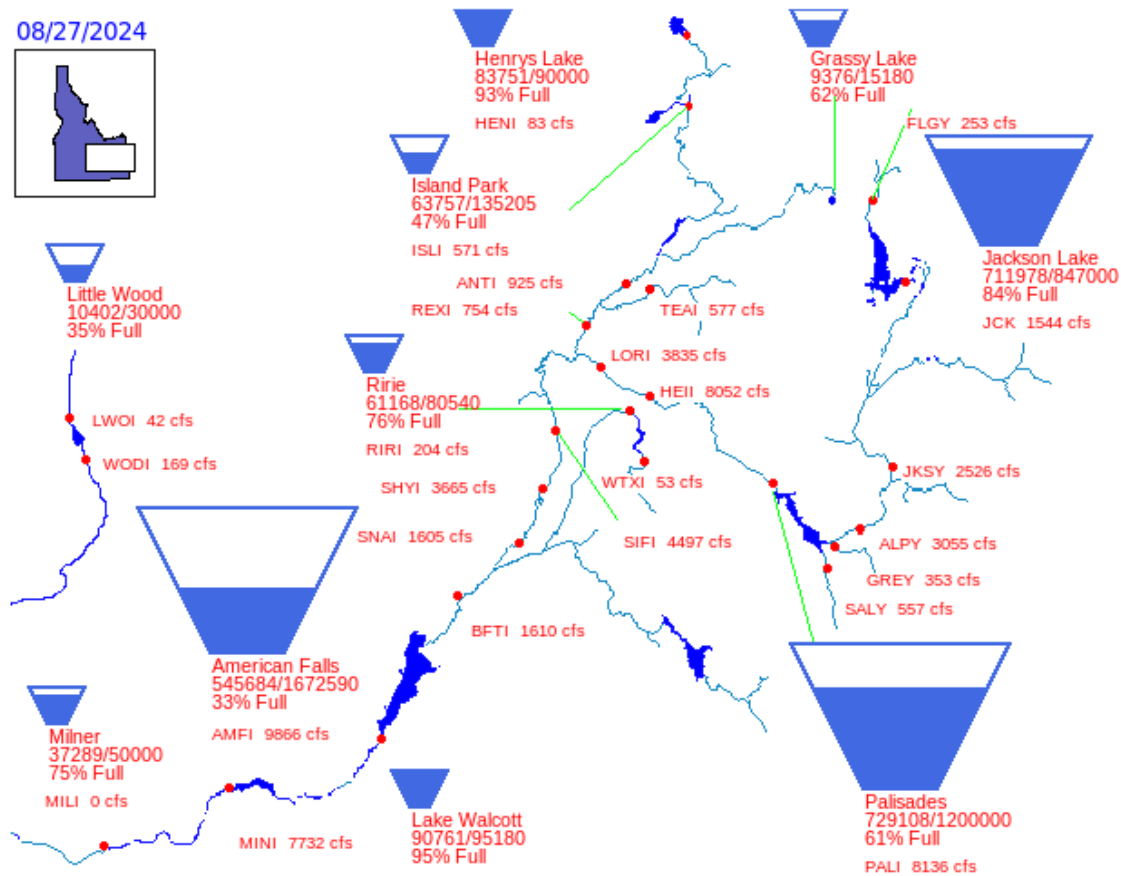 08/27/2024
Henrys Lake
83751/90000
93% Full
HENI 83 cfs
Grassy Lake
9376/15180
62% Full
FLGY 253 cfs
Island Park
63757/135205
47% Full
ISLI 571 cfs
Jackson Lake
711978/847000
84% Full
JCK 1544 cfs
Little Wood
10402/30000
35% Full
ANTI 925 cfs
REXI 754 cfs
TEAI 577 cfs
LORI 3835 cfs
HEII 8052 cfs
Ririe
61168/80540
76% Full
RIRI 204 cfs
LWOI 42 cfs
WODI 169 cfs
SHYI 3665 cfs
WTXI 53 cfs
JKSY 2526 cfs
SNAI 1605 cfs
SIFI 4497 cfs
ALPY 3055 cfs
GREY 353 cfs
SALY 557 cfs
BFTI 1610 cfs
American Falls
545684/1672590
33% Full
AMFI 9866 cfs
Milner
37289/50000
75% Full
MILI 0 cfs
MINI 7732 cfs
Lake Walcott
90761/95180
95% Full
Palisades
729108/1200000
61% Full
PALI 8136 cfs